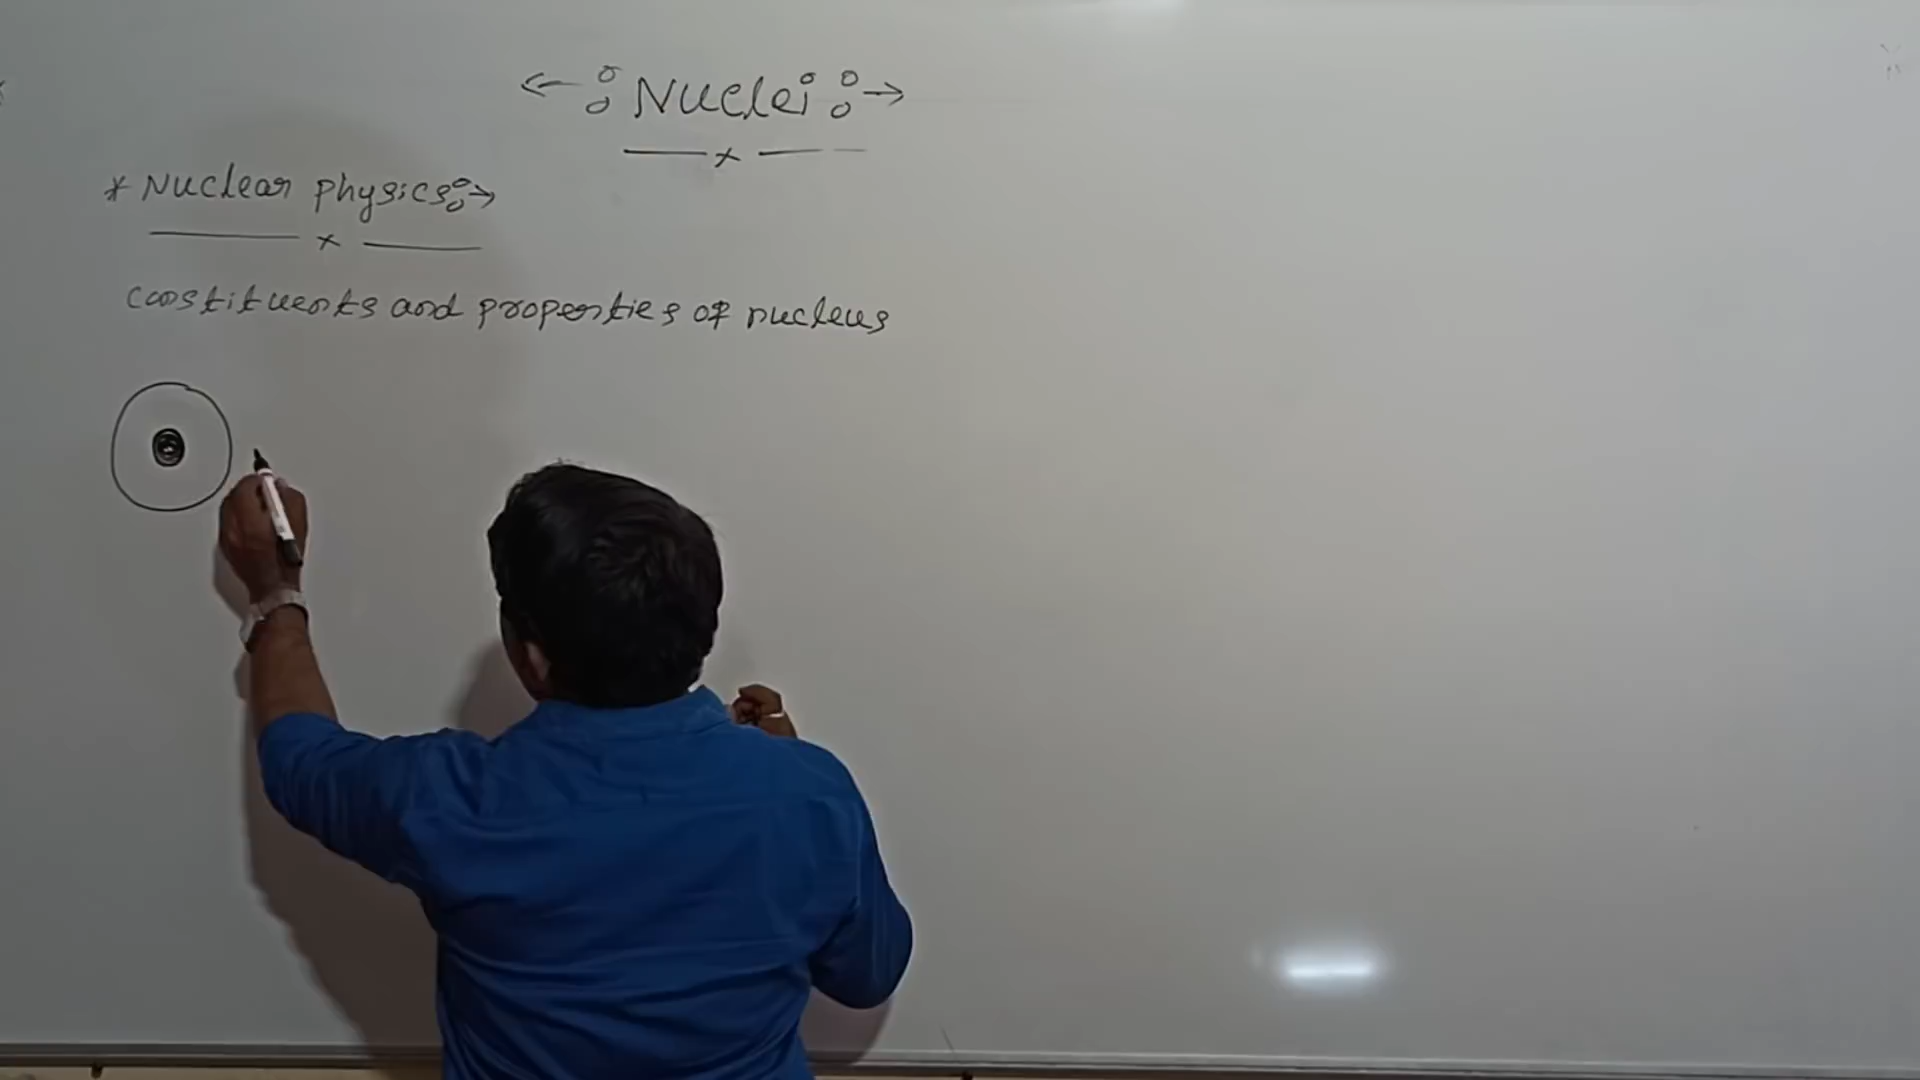 ← : Nuclei : →
* Nuclear physics : →
constituents and properties of nucleus